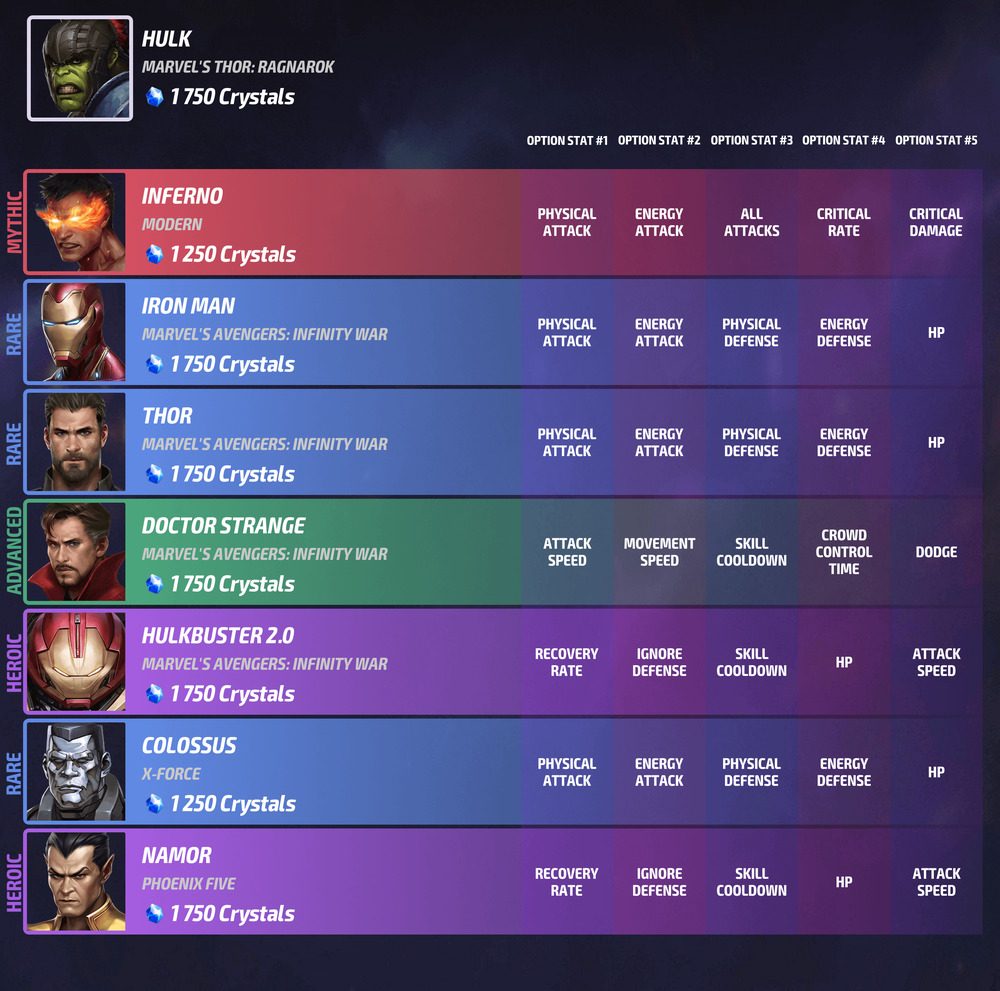 HULK
MARVEL'S THOR: RAGNAROK
1 750 Crystals
OPTION STAT #1 OPTION STAT #2 OPTION STAT #3 OPTION STAT #4 OPTION STAT #5
MYTHIC
INFERNO
MODERN
1 250 Crystals
PHYSICAL ATTACK
ENERGY ATTACK
ALL ATTACKS
CRITICAL RATE
CRITICAL DAMAGE
RARE
IRON MAN
MARVEL'S AVENGERS: INFINITY WAR
1 750 Crystals
PHYSICAL ATTACK
ENERGY ATTACK
PHYSICAL DEFENSE
ENERGY DEFENSE
HP
RARE
THOR
MARVEL'S AVENGERS: INFINITY WAR
1 750 Crystals
PHYSICAL ATTACK
ENERGY ATTACK
PHYSICAL DEFENSE
ENERGY DEFENSE
HP
ADVANCED
DOCTOR STRANGE
MARVEL'S AVENGERS: INFINITY WAR
1 750 Crystals
ATTACK SPEED
MOVEMENT SPEED
SKILL COOLDOWN
CROWD CONTROL TIME
DODGE
HEROIC
HULKBUSTER 2.0
MARVEL'S AVENGERS: INFINITY WAR
1 750 Crystals
RECOVERY RATE
IGNORE DEFENSE
SKILL COOLDOWN
HP
ATTACK SPEED
RARE
COLOSSUS
X-FORCE
1 250 Crystals
PHYSICAL ATTACK
ENERGY ATTACK
PHYSICAL DEFENSE
ENERGY DEFENSE
HP
HEROIC
NAMOR
PHOENIX FIVE
1 750 Crystals
RECOVERY RATE
IGNORE DEFENSE
SKILL COOLDOWN
HP
ATTACK SPEED